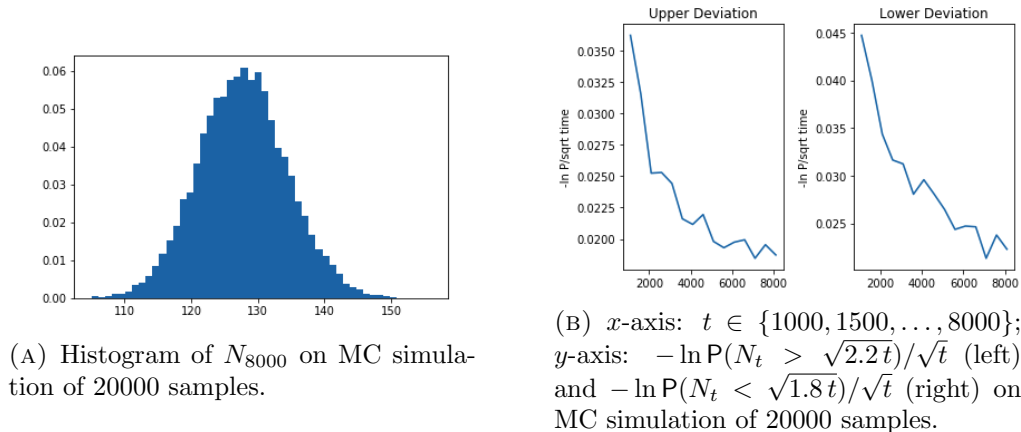 Upper Deviation
Lower Deviation
0.06
0.05
0.04
0.03
0.02
0.01
0.00
110
120
130
140
150
-ln P/sqrt time
0.0350
0.0325
0.0300
0.0275
0.0250
0.0225
0.0200
2000 4000 6000 8000
-ln P/sqrt time
0.045
0.040
0.035
0.030
0.025
2000 4000 6000 8000
(A) Histogram of N_{8000} on MC simula-
tion of 20000 samples.
(B) x-axis: t ∈ {1000, 1500, . . . , 8000};
y-axis: − ln P(N_t > √(2.2 t))/√t (left)
and − ln P(N_t < √(1.8 t))/√t (right) on
MC simulation of 20000 samples.